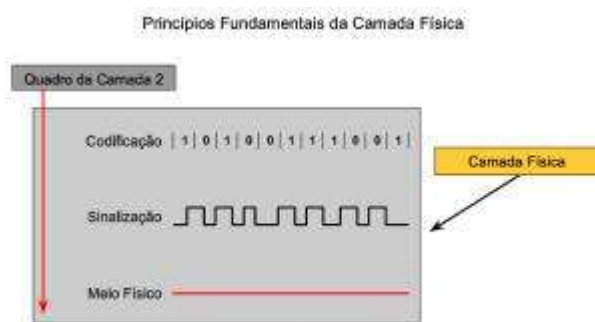 Princípios Fundamentais da Camada Física
Quadro da Camada 2
Codificação | 1 | 0 | 1 | 0 | 0 | 1 | 1 | 1 | 0 | 0 | 1 |
Camada Física
Sinalização
Meio Físico